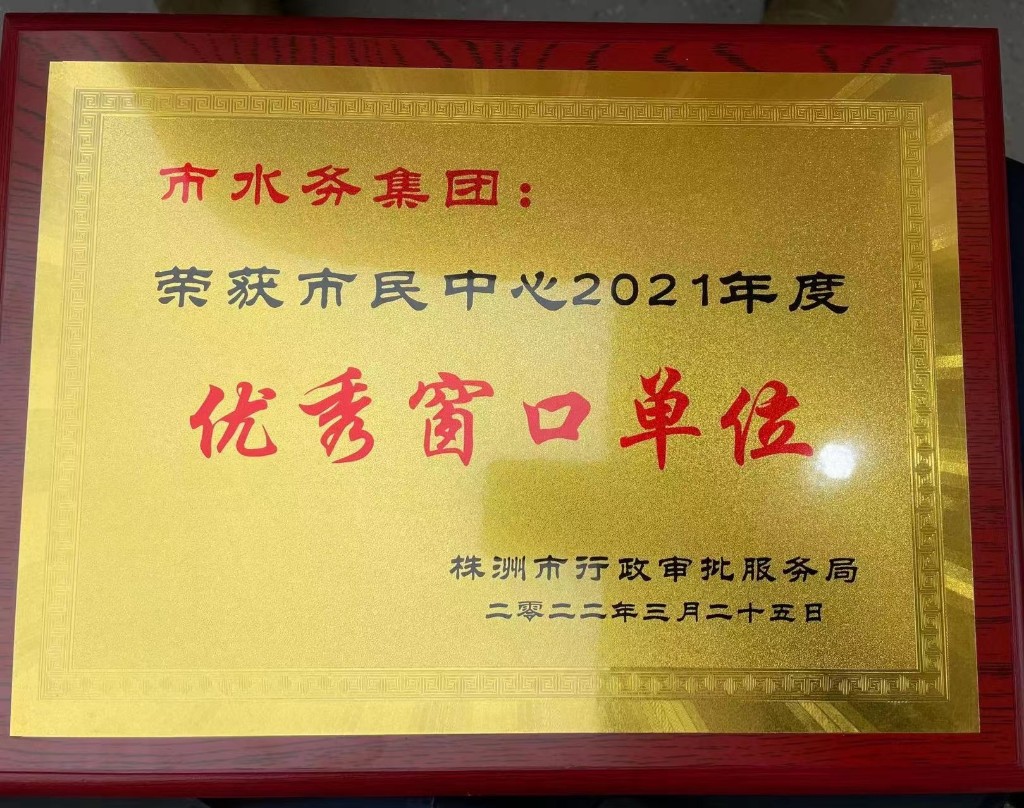 市水务集团：
荣获市民中心2021年度
优秀窗口单位
株洲市行政审批服务局
二零二二年三月二十五日